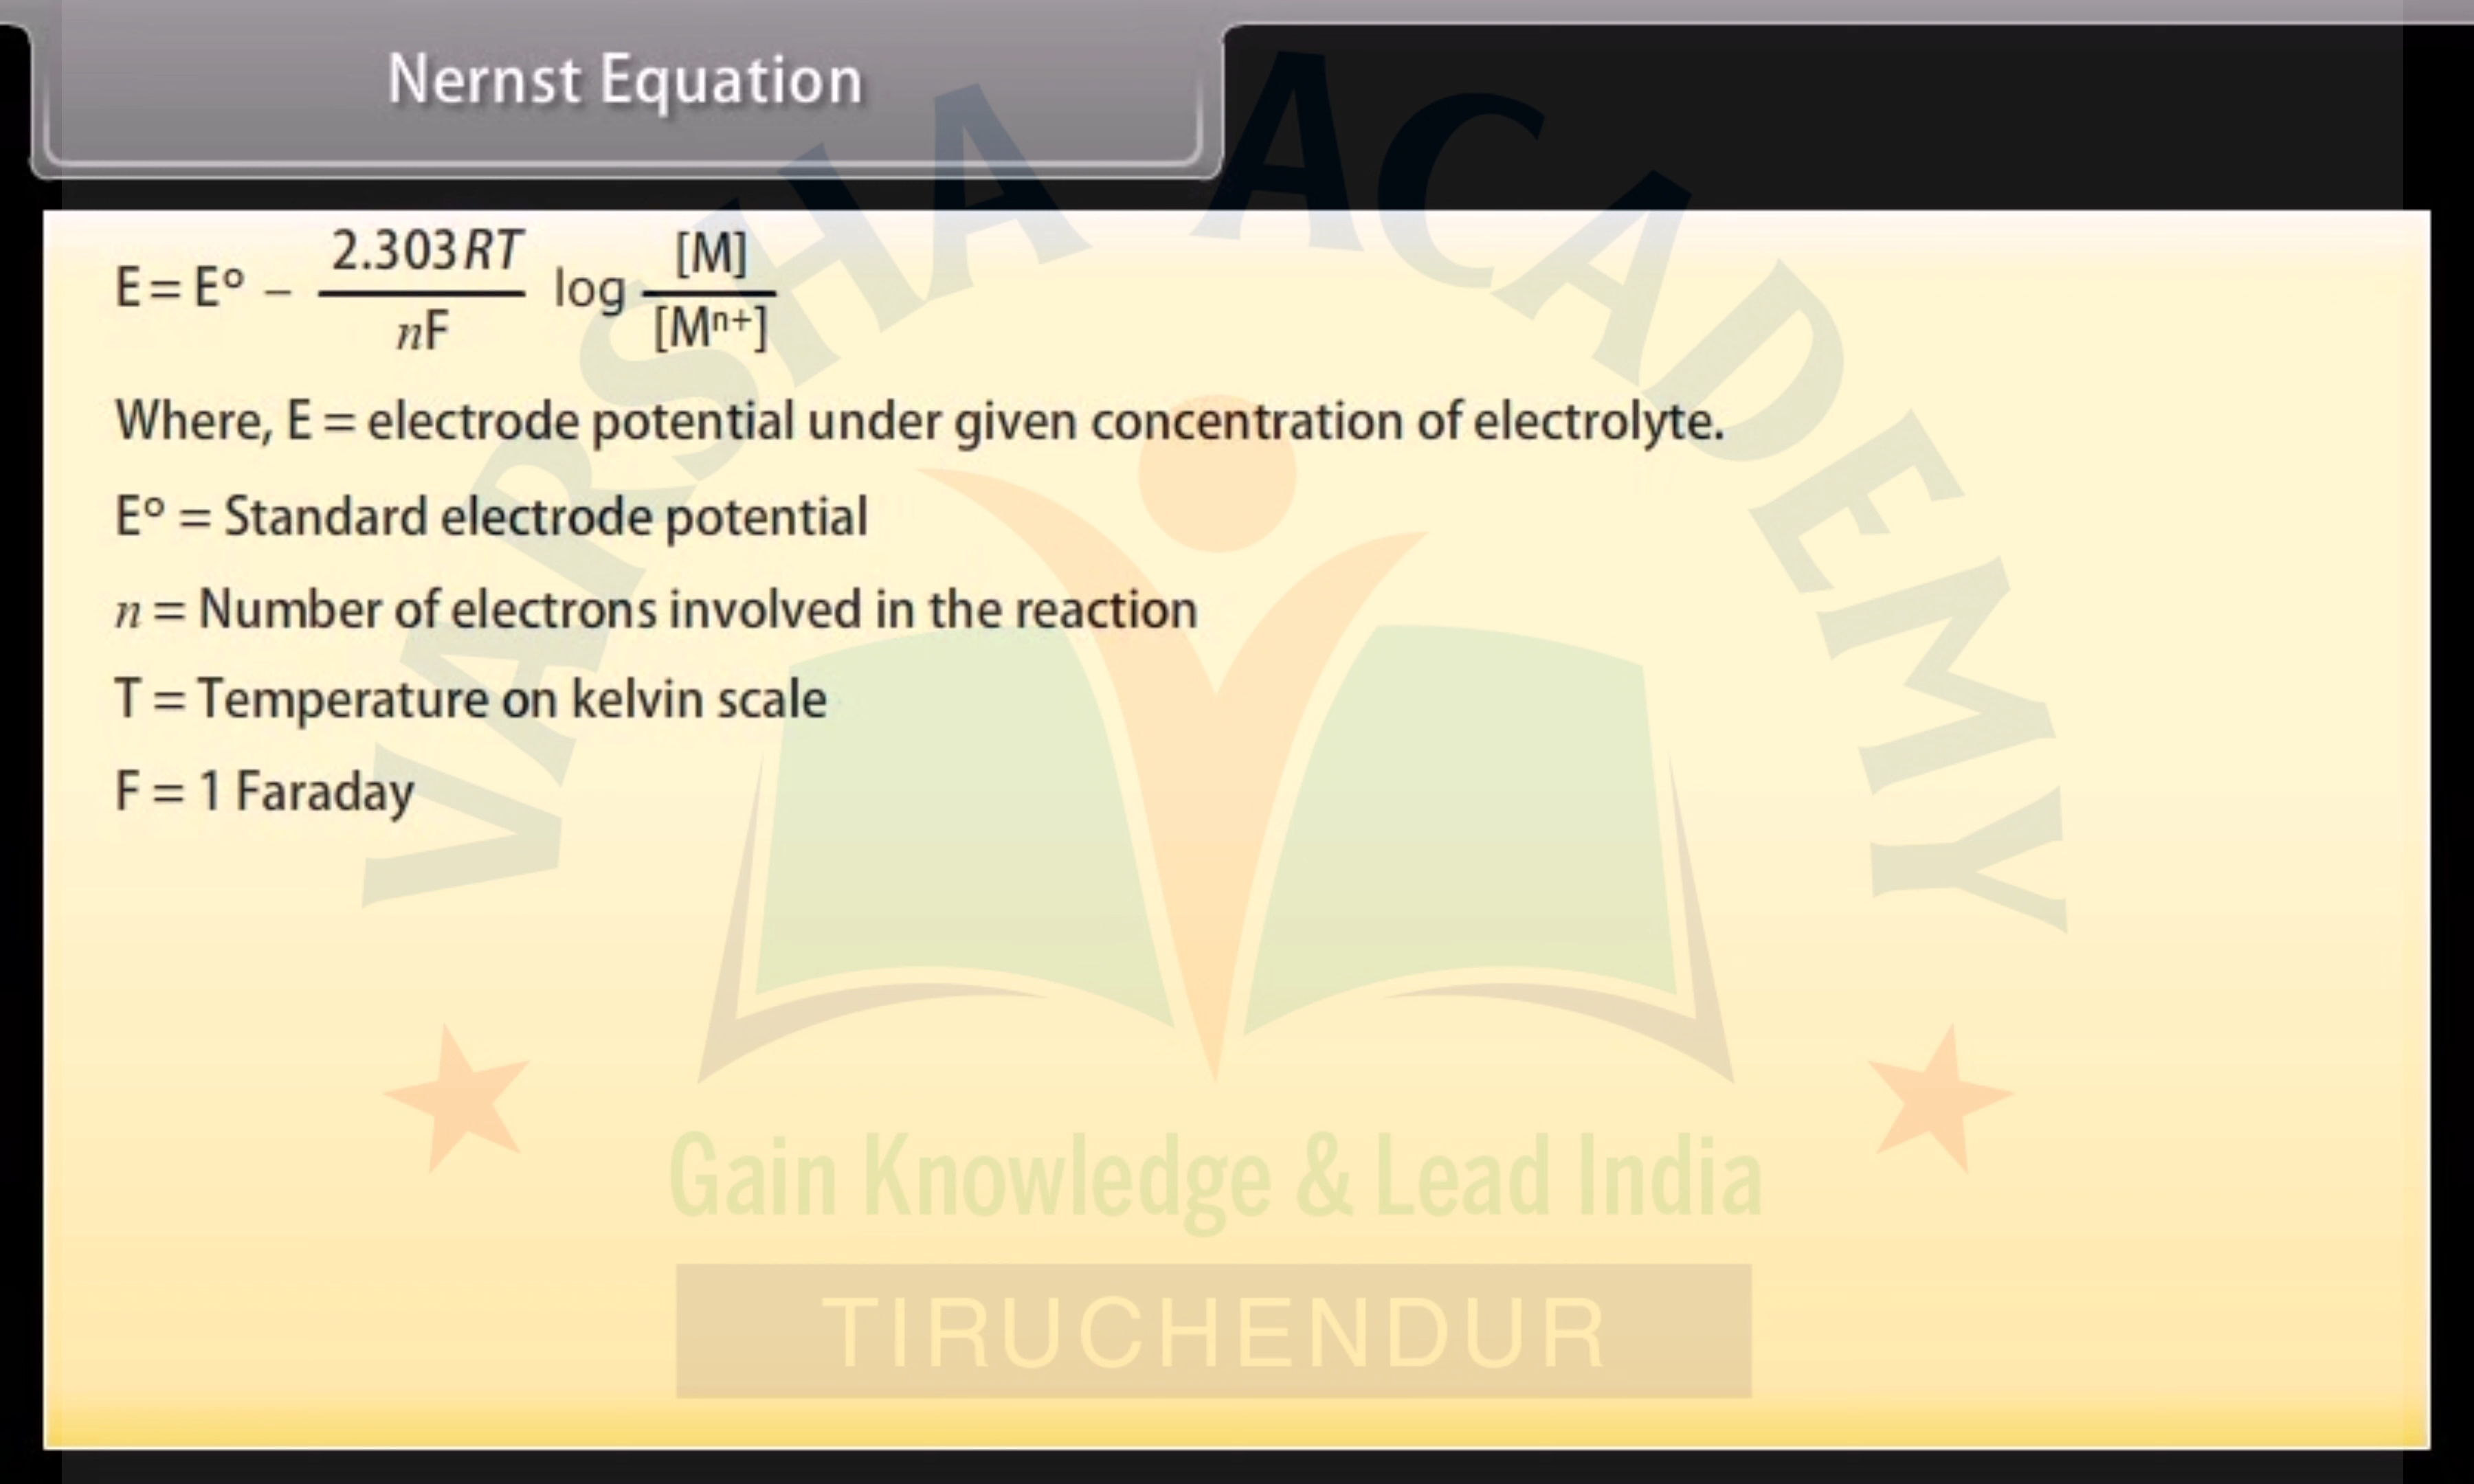 Nernst Equation
E = E° – 2.303RT / nF log [M] / [Mⁿ⁺]
Where, E = electrode potential under given concentration of electrolyte.
E° = Standard electrode potential
n = Number of electrons involved in the reaction
T = Temperature on kelvin scale
F = 1 Faraday
VARSHA ACADEMY
Gain Knowledge & Lead India
TIRUCHENDUR